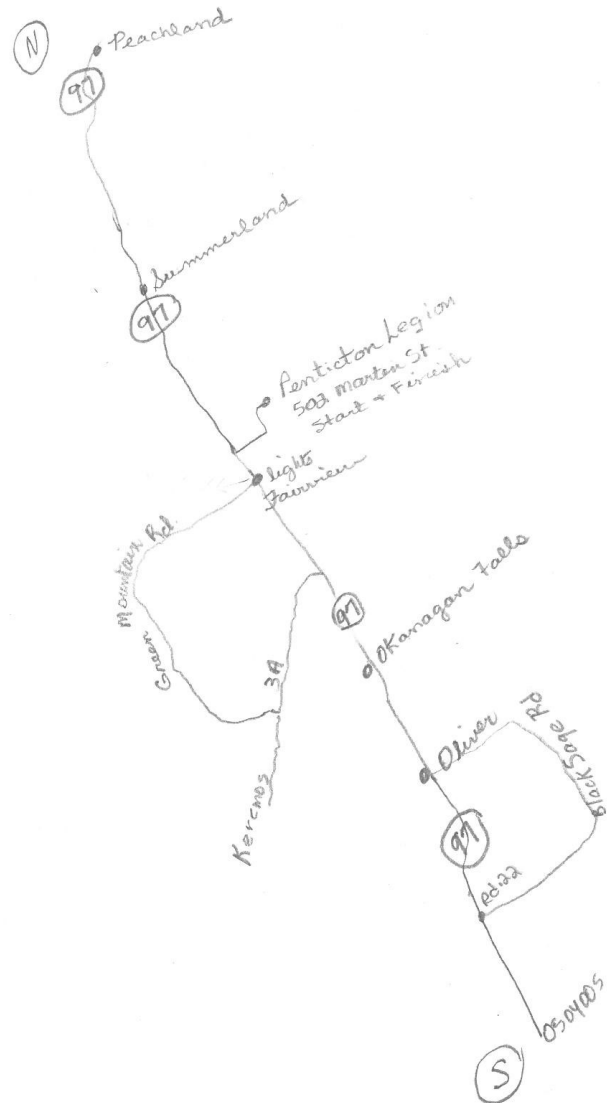 N
Peachland
97
Summerland
97
Penticton Legion
502 Marten St
Start + Finish
lights
Fairview
Green Mountain Rd.
97
3A
Okanagan Falls
Keremos
Oliver
Black Sage Rd
97
Rd 22
Osoyoos
S